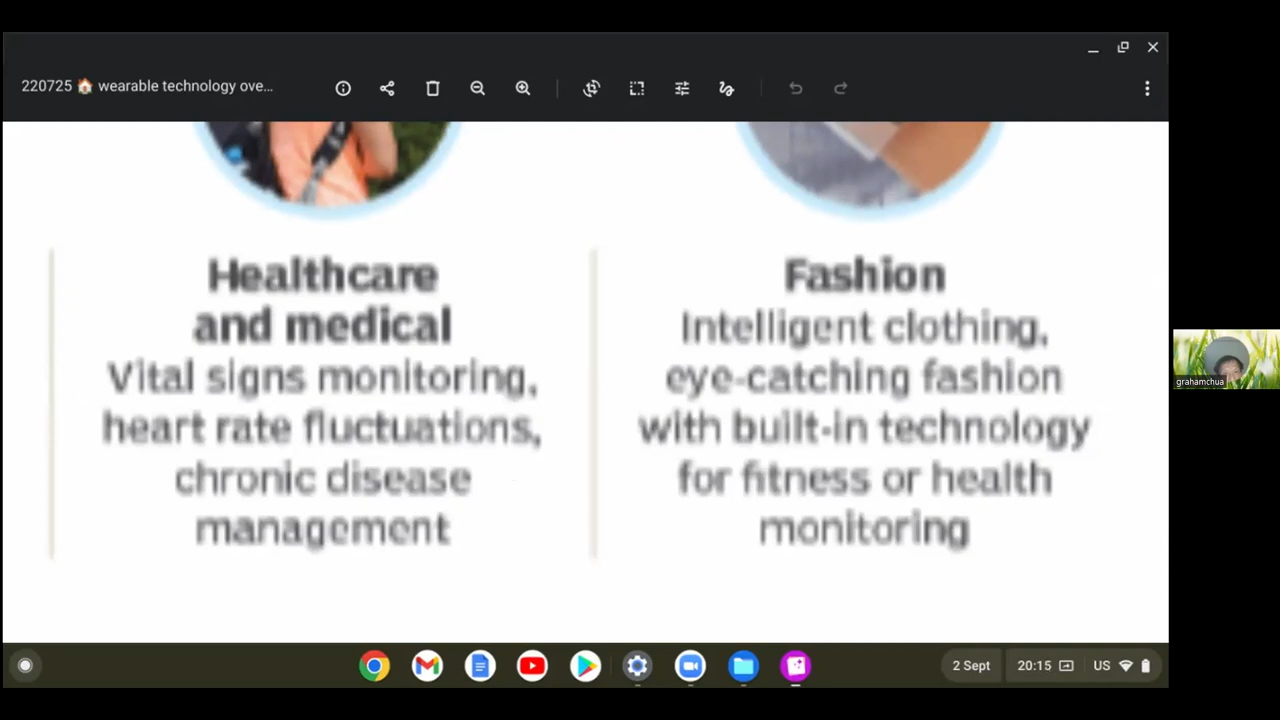 220725 🏠 wearable technology ove...
Healthcare
and medical
Vital signs monitoring,
heart rate fluctuations,
chronic disease
management
Fashion
Intelligent clothing,
eye-catching fashion
with built-in technology
for fitness or health
monitoring
grahamchua
2 Sept
20:15
US